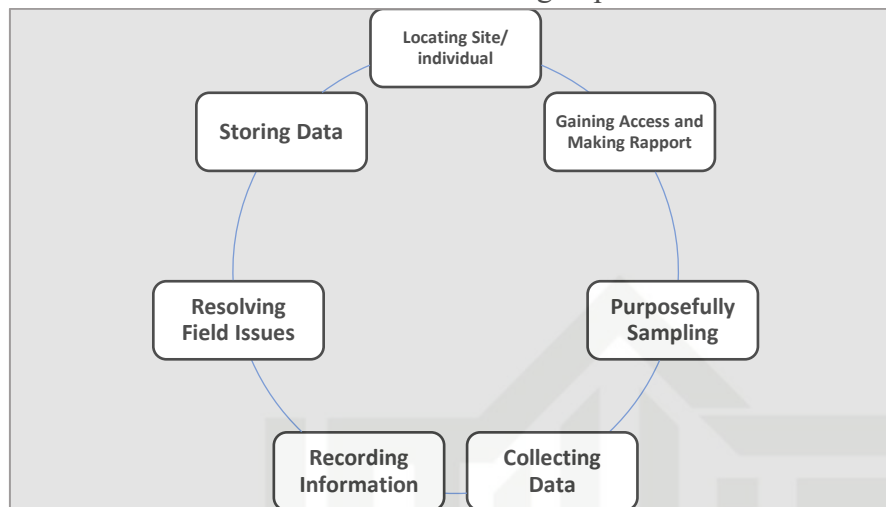 Locating Site/
individual
Gaining Access and
Making Rapport
Purposefully
Sampling
Collecting
Data
Recording
Information
Resolving
Field Issues
Storing Data